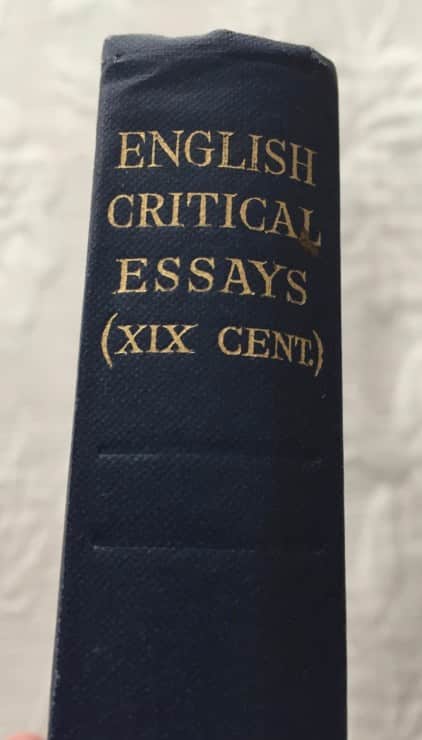 ENGLISH
CRITICAL
ESSAYS
(XIX CENT.)